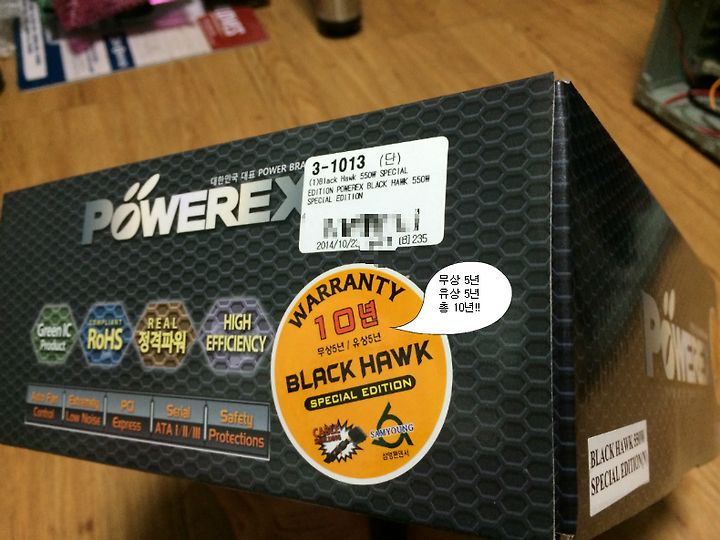 대한민국 대표 POWER BRA
POWEREX
3-1013 (단)
(1)Black Hawk 550W SPECIAL
EDITION POWEREX BLACK HAWK 550W
SPECIAL EDITION
2014/10/23
235
WARRANTY
10년
무상5년 / 유상5년
BLACK HAWK
SPECIAL EDITION
SAMYOUNG
삼영콘덴서
무상 5년
유상 5년
총 10년!!
Green IC
Product
COMPLIANT
RoHS
REAL
정격파워
HIGH
EFFICIENCY
Auto Fan
Control
Extremely
Low Noise
PCI
Express
Serial
ATA I/II/III
Safety
Protections
POWEREX
BLACK HAWK 550W
SPECIAL EDITION(N)